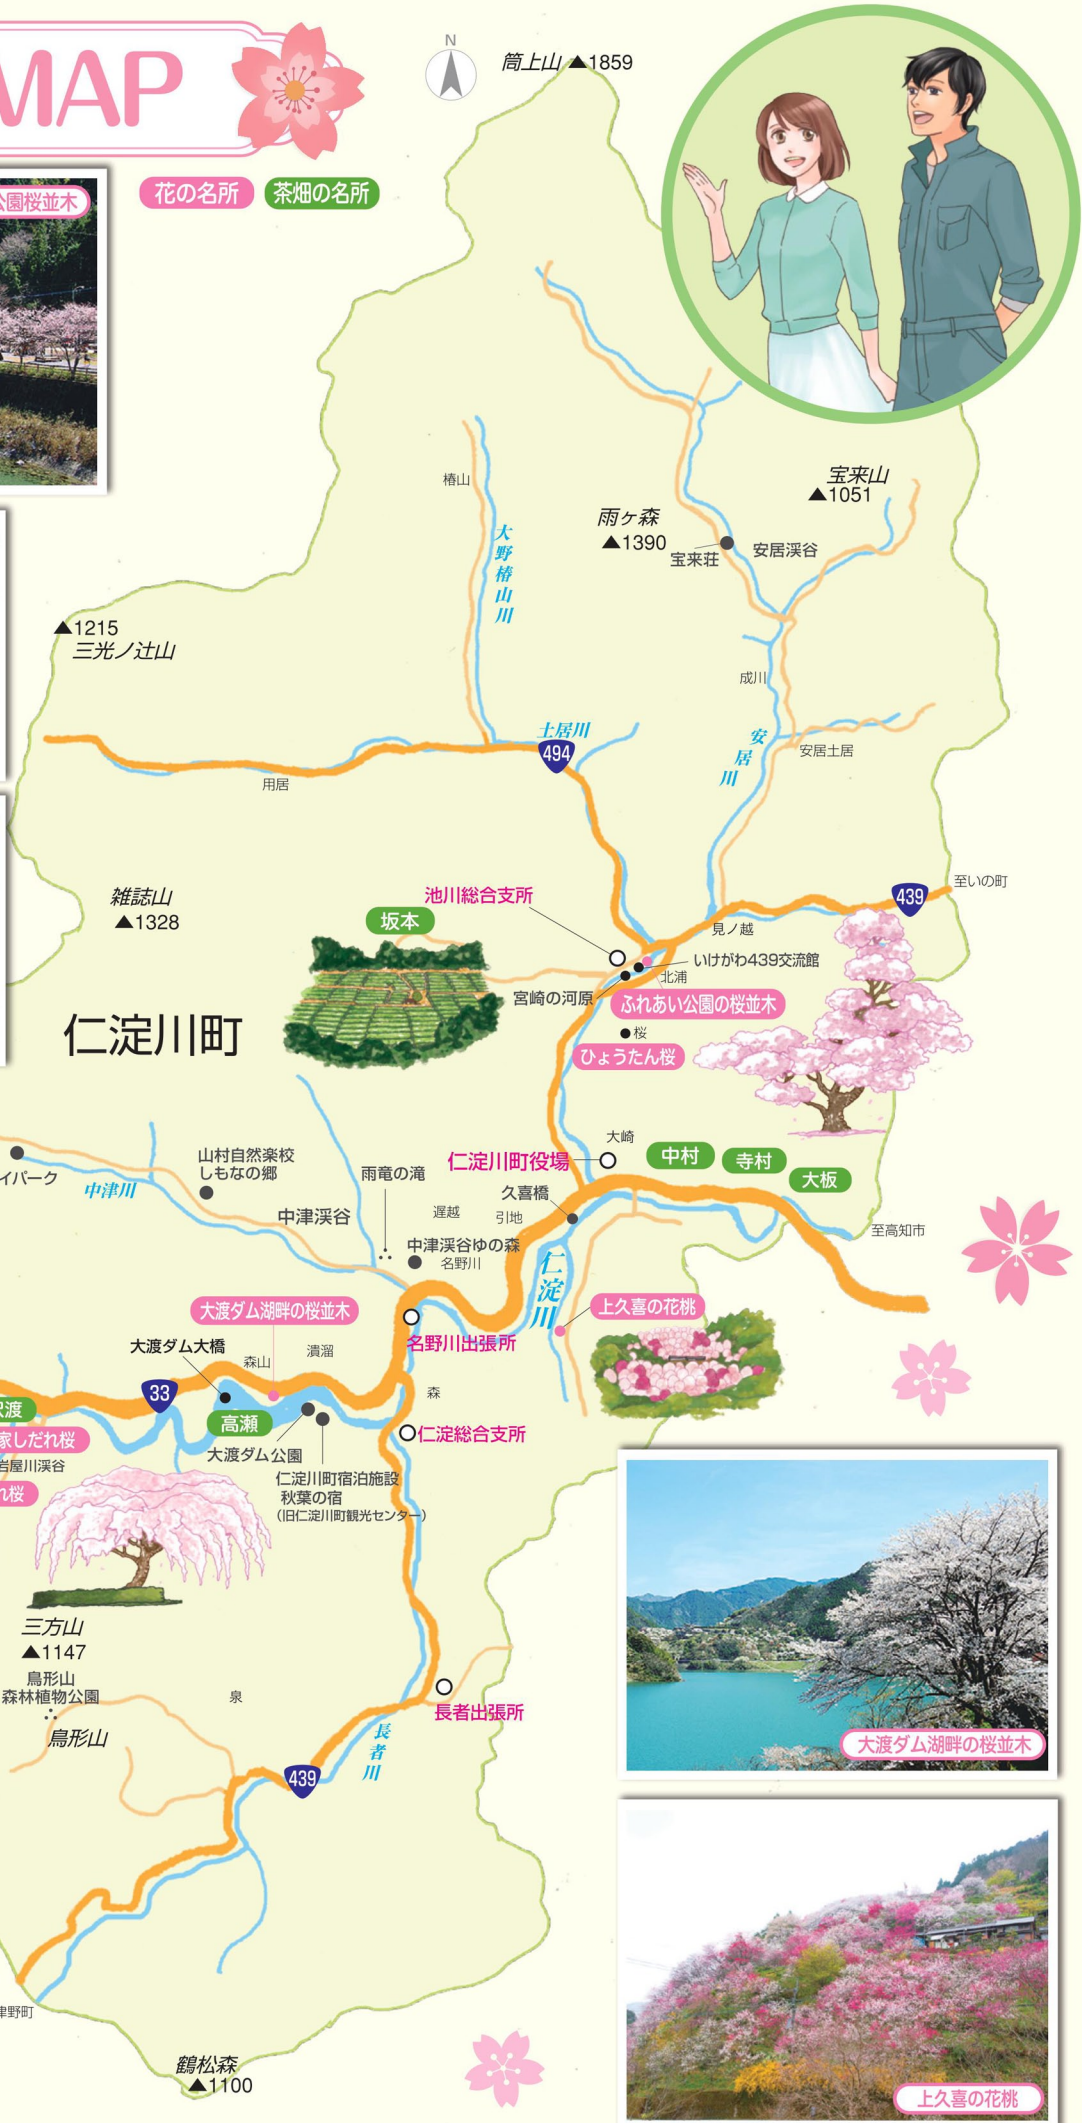 MAP
N
筒上山 ▲1859
花の名所
茶畑の名所
公園桜並木
椿山
大野椿山川
宝来山
▲1051
雨ヶ森
▲1390
宝来荘
安居渓谷
▲1215
三光ノ辻山
成川
土居川
494
安居川
安居土居
用居
雑誌山
▲1328
池川総合支所
坂本
439
至いの町
見ノ越
いけがわ439交流館
北浦
宮崎の河原
ふれあい公園の桜並木
桜
ひょうたん桜
仁淀川町
大崎
仁淀川町役場
中村
寺村
大板
イパーク
中津川
山村自然楽校
しもなの郷
雨竜の滝
中津渓谷
遅越
引地
久喜橋
至高知市
中津渓谷ゆの森
名野川
仁淀川
大渡ダム湖畔の桜並木
上久喜の花桃
名野川出張所
大渡ダム大橋
森山
潰溜
33
森
沢渡
高瀬
仁淀総合支所
家しだれ桜
大渡ダム公園
岩屋川渓谷
仁淀川町宿泊施設
秋葉の宿
(旧仁淀川町観光センター)
れ桜
三方山
▲1147
鳥形山
森林植物公園
泉
鳥形山
長者出張所
長者川
大渡ダム湖畔の桜並木
439
津野町
鶴松森
▲1100
上久喜の花桃